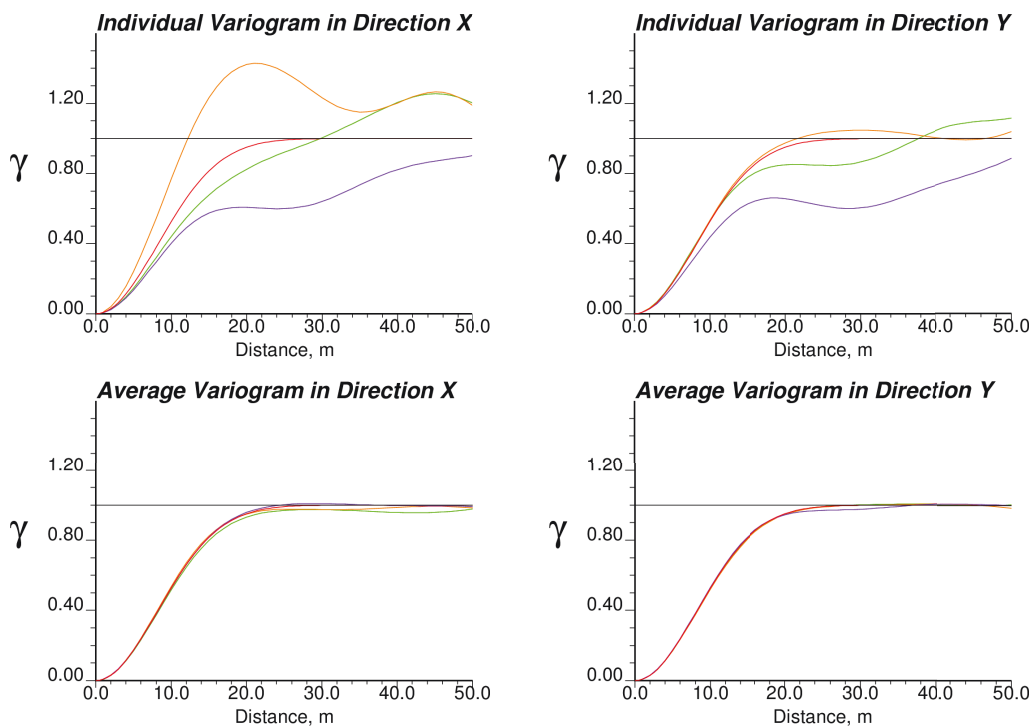 Individual Variogram in Direction X
1.20
γ
0.80
0.40
0.00
0.0 10.0 20.0 30.0 40.0 50.0
Distance, m
Individual Variogram in Direction Y
1.20
γ
0.80
0.40
0.00
0.0 10.0 20.0 30.0 40.0 50.0
Distance, m
Average Variogram in Direction X
1.20
γ
0.80
0.40
0.00
0.0 10.0 20.0 30.0 40.0 50.0
Distance, m
Average Variogram in Direction Y
1.20
γ
0.80
0.40
0.00
0.0 10.0 20.0 30.0 40.0 50.0
Distance, m